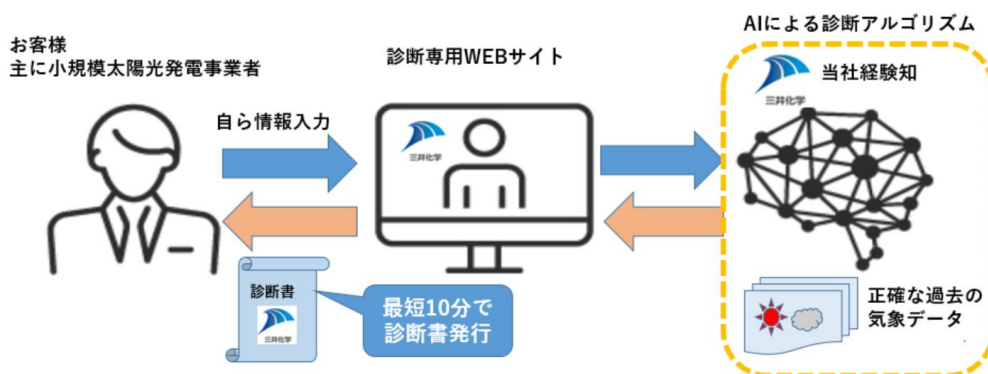 お客様
主に小規模太陽光発電事業者
診断専用WEBサイト
AIによる診断アルゴリズム
自ら情報入力
三井化学
三井化学
当社経験知
診断書
三井化学
最短10分で
診断書発行
正確な過去の
気象データ